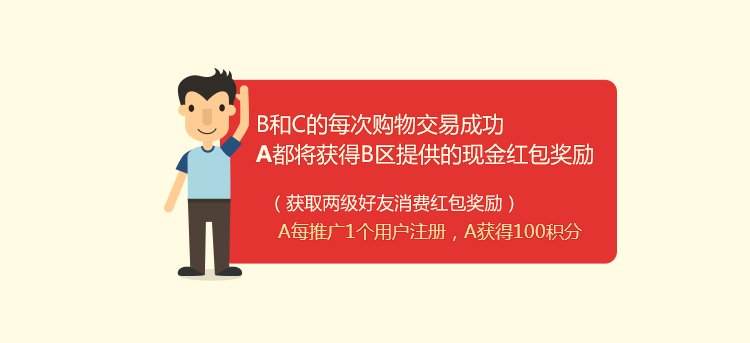 B和C的每次购物交易成功
A都将获得B区提供的现金红包奖励
（获取两级好友消费红包奖励）
A每推广1个用户注册，A获得100积分